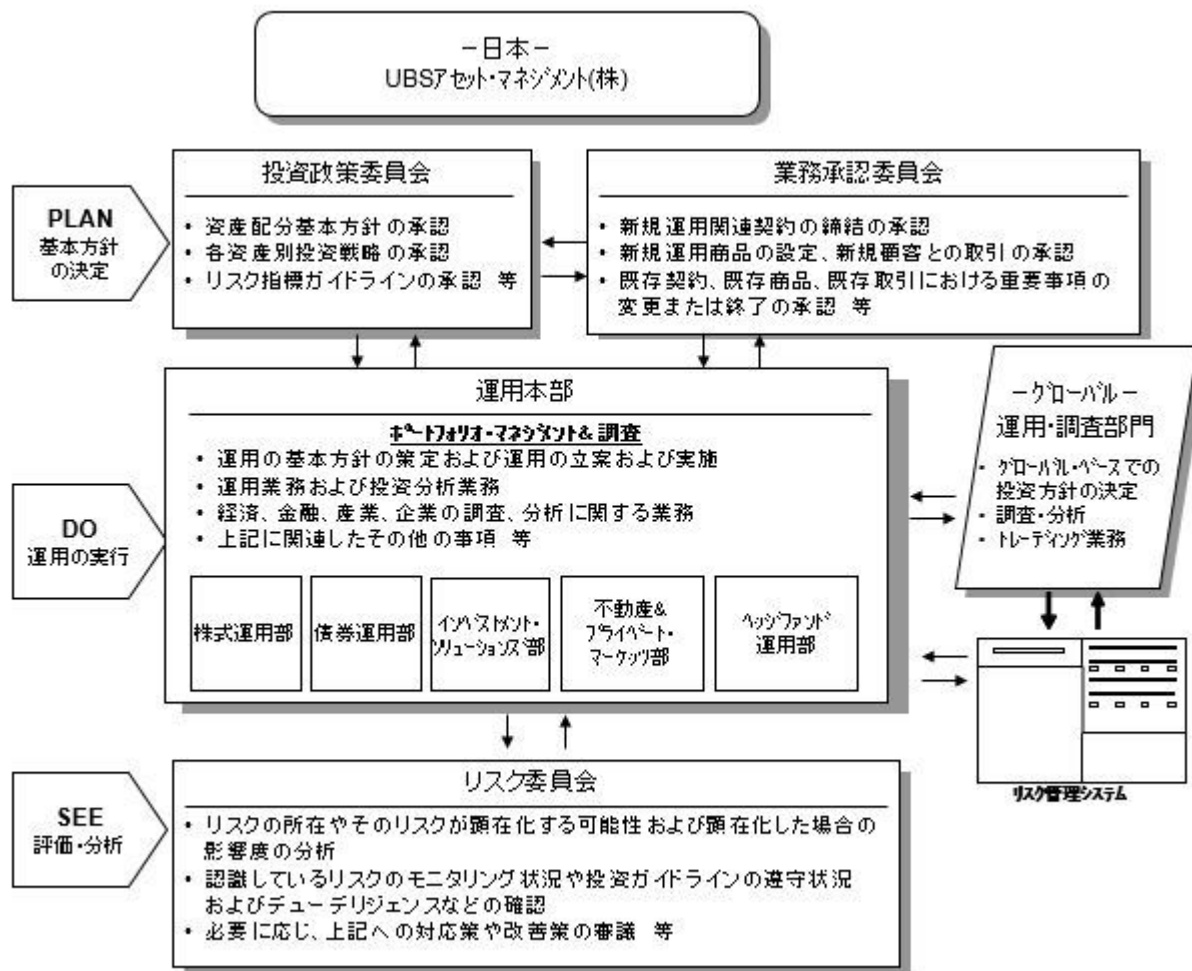 －日本－
UBSアセット・マネジメント(株)
PLAN
基本方針
の決定
投資政策委員会
・ 資産配分基本方針の承認
・ 各資産別投資戦略の承認
・ リスク指標ガイドラインの承認 等
業務承認委員会
・ 新規運用関連契約の締結の承認
・ 新規運用商品の設定、新規顧客との取引の承認
・ 既存契約、既存商品、既存取引における重要事項の
変更または終了の承認 等
DO
運用の実行
運用本部
ﾎﾟｰﾄﾌｫﾘｵ・ﾏﾈｼﾞﾒﾝﾄ& 調査
・ 運用の基本方針の策定および運用の立案および実施
・ 運用業務および投資分析業務
・ 経済、金融、産業、企業の調査、分析に関する業務
・ 上記に関連したその他の事項 等
株式運用部
債券運用部
ｲﾝﾍﾞｽﾄﾒﾝﾄ・
ｿﾘｭｰｼｮﾝｽﾞ部
不動産&
ﾌﾟﾗｲﾍﾞｰﾄ・
ﾏｰｹｯﾂ部
ﾍｯｼﾞﾌｧﾝﾄﾞ
運用部
－ｸﾞﾛｰﾊﾞﾙ－
運用・調査部門
・ ｸﾞﾛｰﾊﾞﾙ・ﾍﾞｰｽでの
投資方針の決定
・ 調査・分析
・ ﾄﾚｰﾃﾞｨﾝｸﾞ業務
ﾘｽｸ管理ｼｽﾃﾑ
SEE
評価・分析
リスク委員会
・ リスクの所在やそのリスクが顕在化する可能性および顕在化した場合の
影響度の分析
・ 認識しているリスクのモニタリング状況や投資ガイドラインの遵守状況
およびデューデリジェンスなどの確認
・ 必要に応じ、上記への対応策や改善策の審議 等